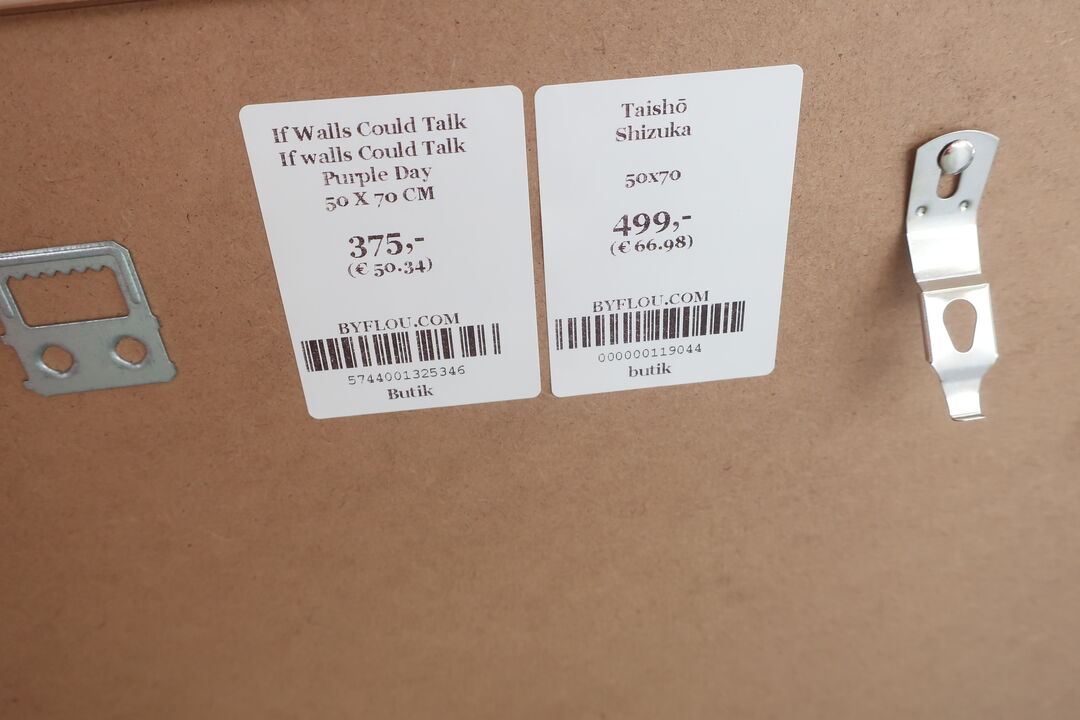 If Walls Could Talk
If walls Could Talk
Purple Day
50 X 70 CM
375,-
(€ 50.34)
BYFLOU.COM
5744001325346
Butik
Taishō
Shizuka
50x70
499,-
(€ 66.98)
BYFLOU.COM
000000119044
butik